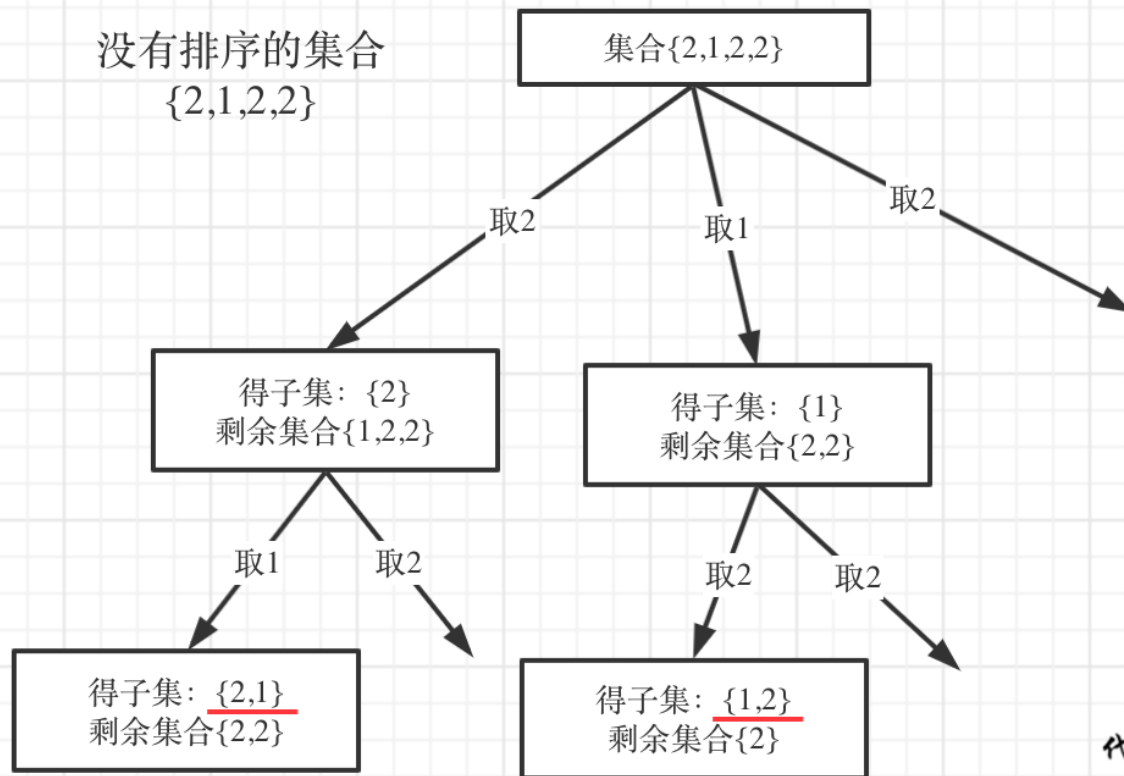 没有排序的集合
{2,1,2,2}
集合{2,1,2,2}
取2
取1
取2
得子集：{2}
剩余集合{1,2,2}
得子集：{1}
剩余集合{2,2}
取1
取2
取2
取2
得子集：{2,1}
剩余集合{2,2}
得子集：{1,2}
剩余集合{2}